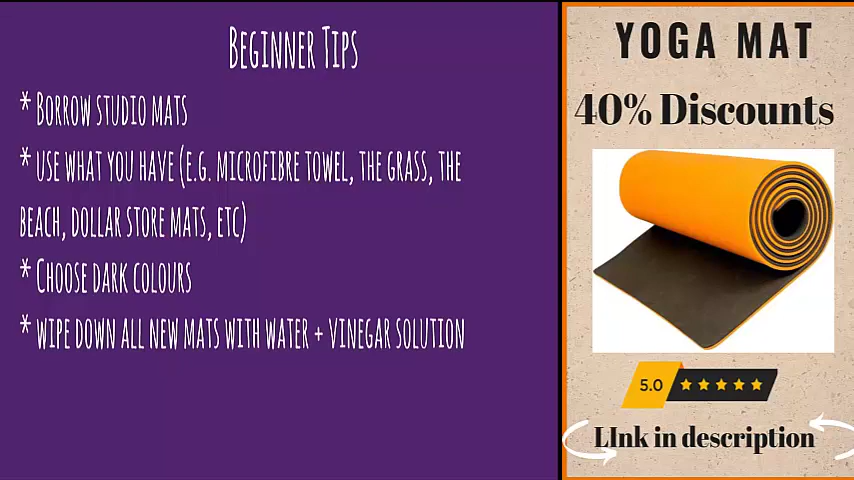 Beginner Tips
* Borrow studio mats
* use what you have (e.g. microfibre towel, the grass, the
beach, dollar store mats, etc)
* Choose dark colours
* wipe down all new mats with water + vinegar solution
YOGA MAT
40% Discounts
5.0
LInk in description